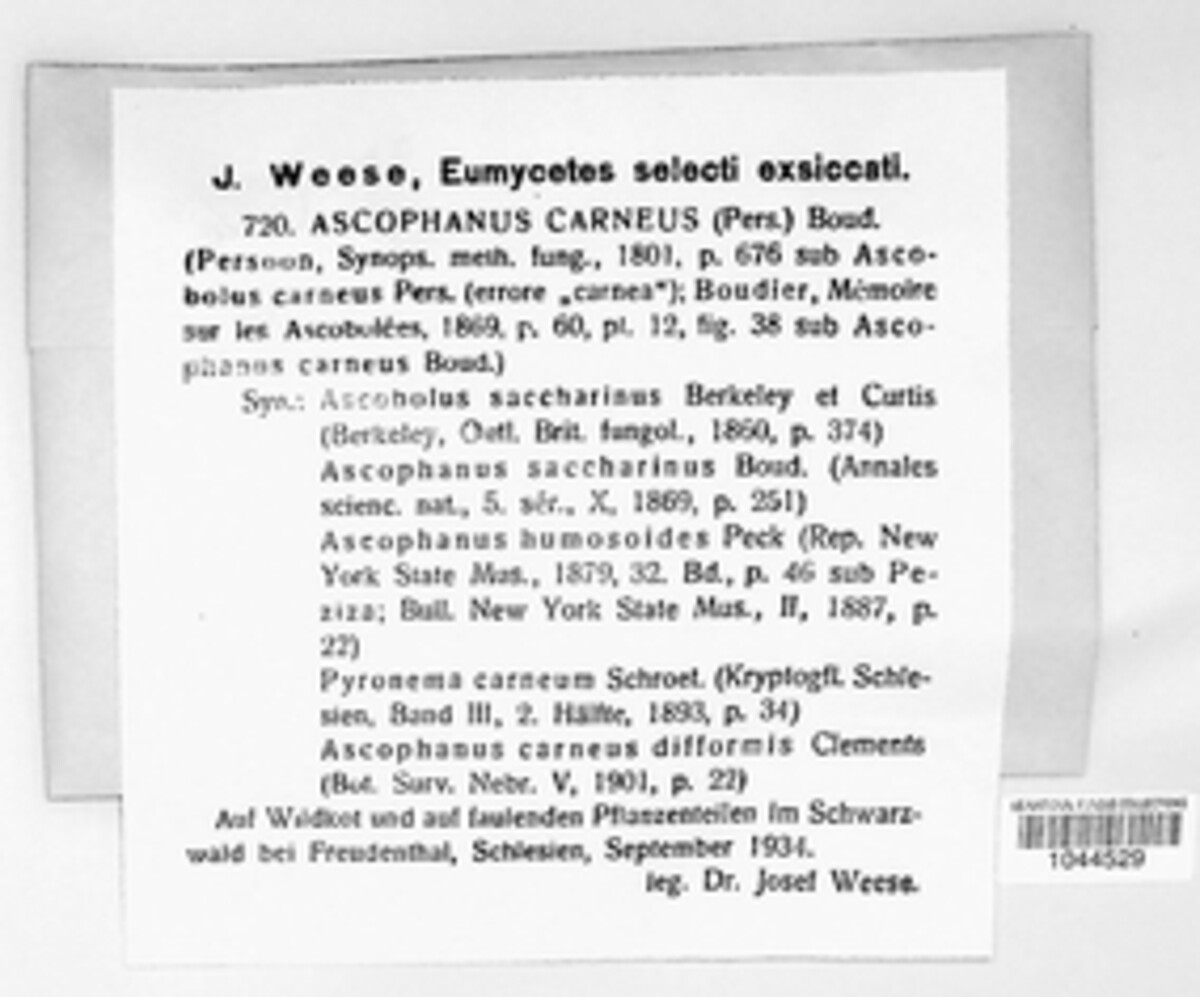 J. Weese, Eumycetes selecti exsiccati.
720. ASCOPHANUS CARNEUS (Pers.) Boud.
(Persoon, Synops. meth. fung., 1801, p. 676 sub Asco-
bolus carneus Pers. (errore „carnea“); Boudier, Mémoire
sur les Ascobolées, 1869, p. 60, pl. 12, fig. 38 sub Asco-
phanus carneus Boud.)
Syn.: Ascobolus saccharinus Berkeley et Curtis
(Berkeley, Brit. fungol., 1860, p. 374)
Ascophanus saccharinus Boud. (Annales
scienc. nat., 5. sér., X, 1869, p. 251)
Ascophanus humosoides Peck (Rep. New
York State Mus., 1879, 32. Bd., p. 46 sub Pe-
ziza; Bull. New York State Mus., II, 1887, p.
22)
Pyronema carneum Schroet. (Kryptogfl. Schle-
sien, Band III, 2. Hälfte, 1893, p. 34)
Ascophanus carneus difformis Clements
(Bot. Surv. Nebr. V, 1901, p. 22)
Auf Wildkot und auf faulenden Pflanzenteilen im Schwarz-
wald bei Freudenthal, Schlesien, September 1934.
leg. Dr. Josef Weese.
1044529